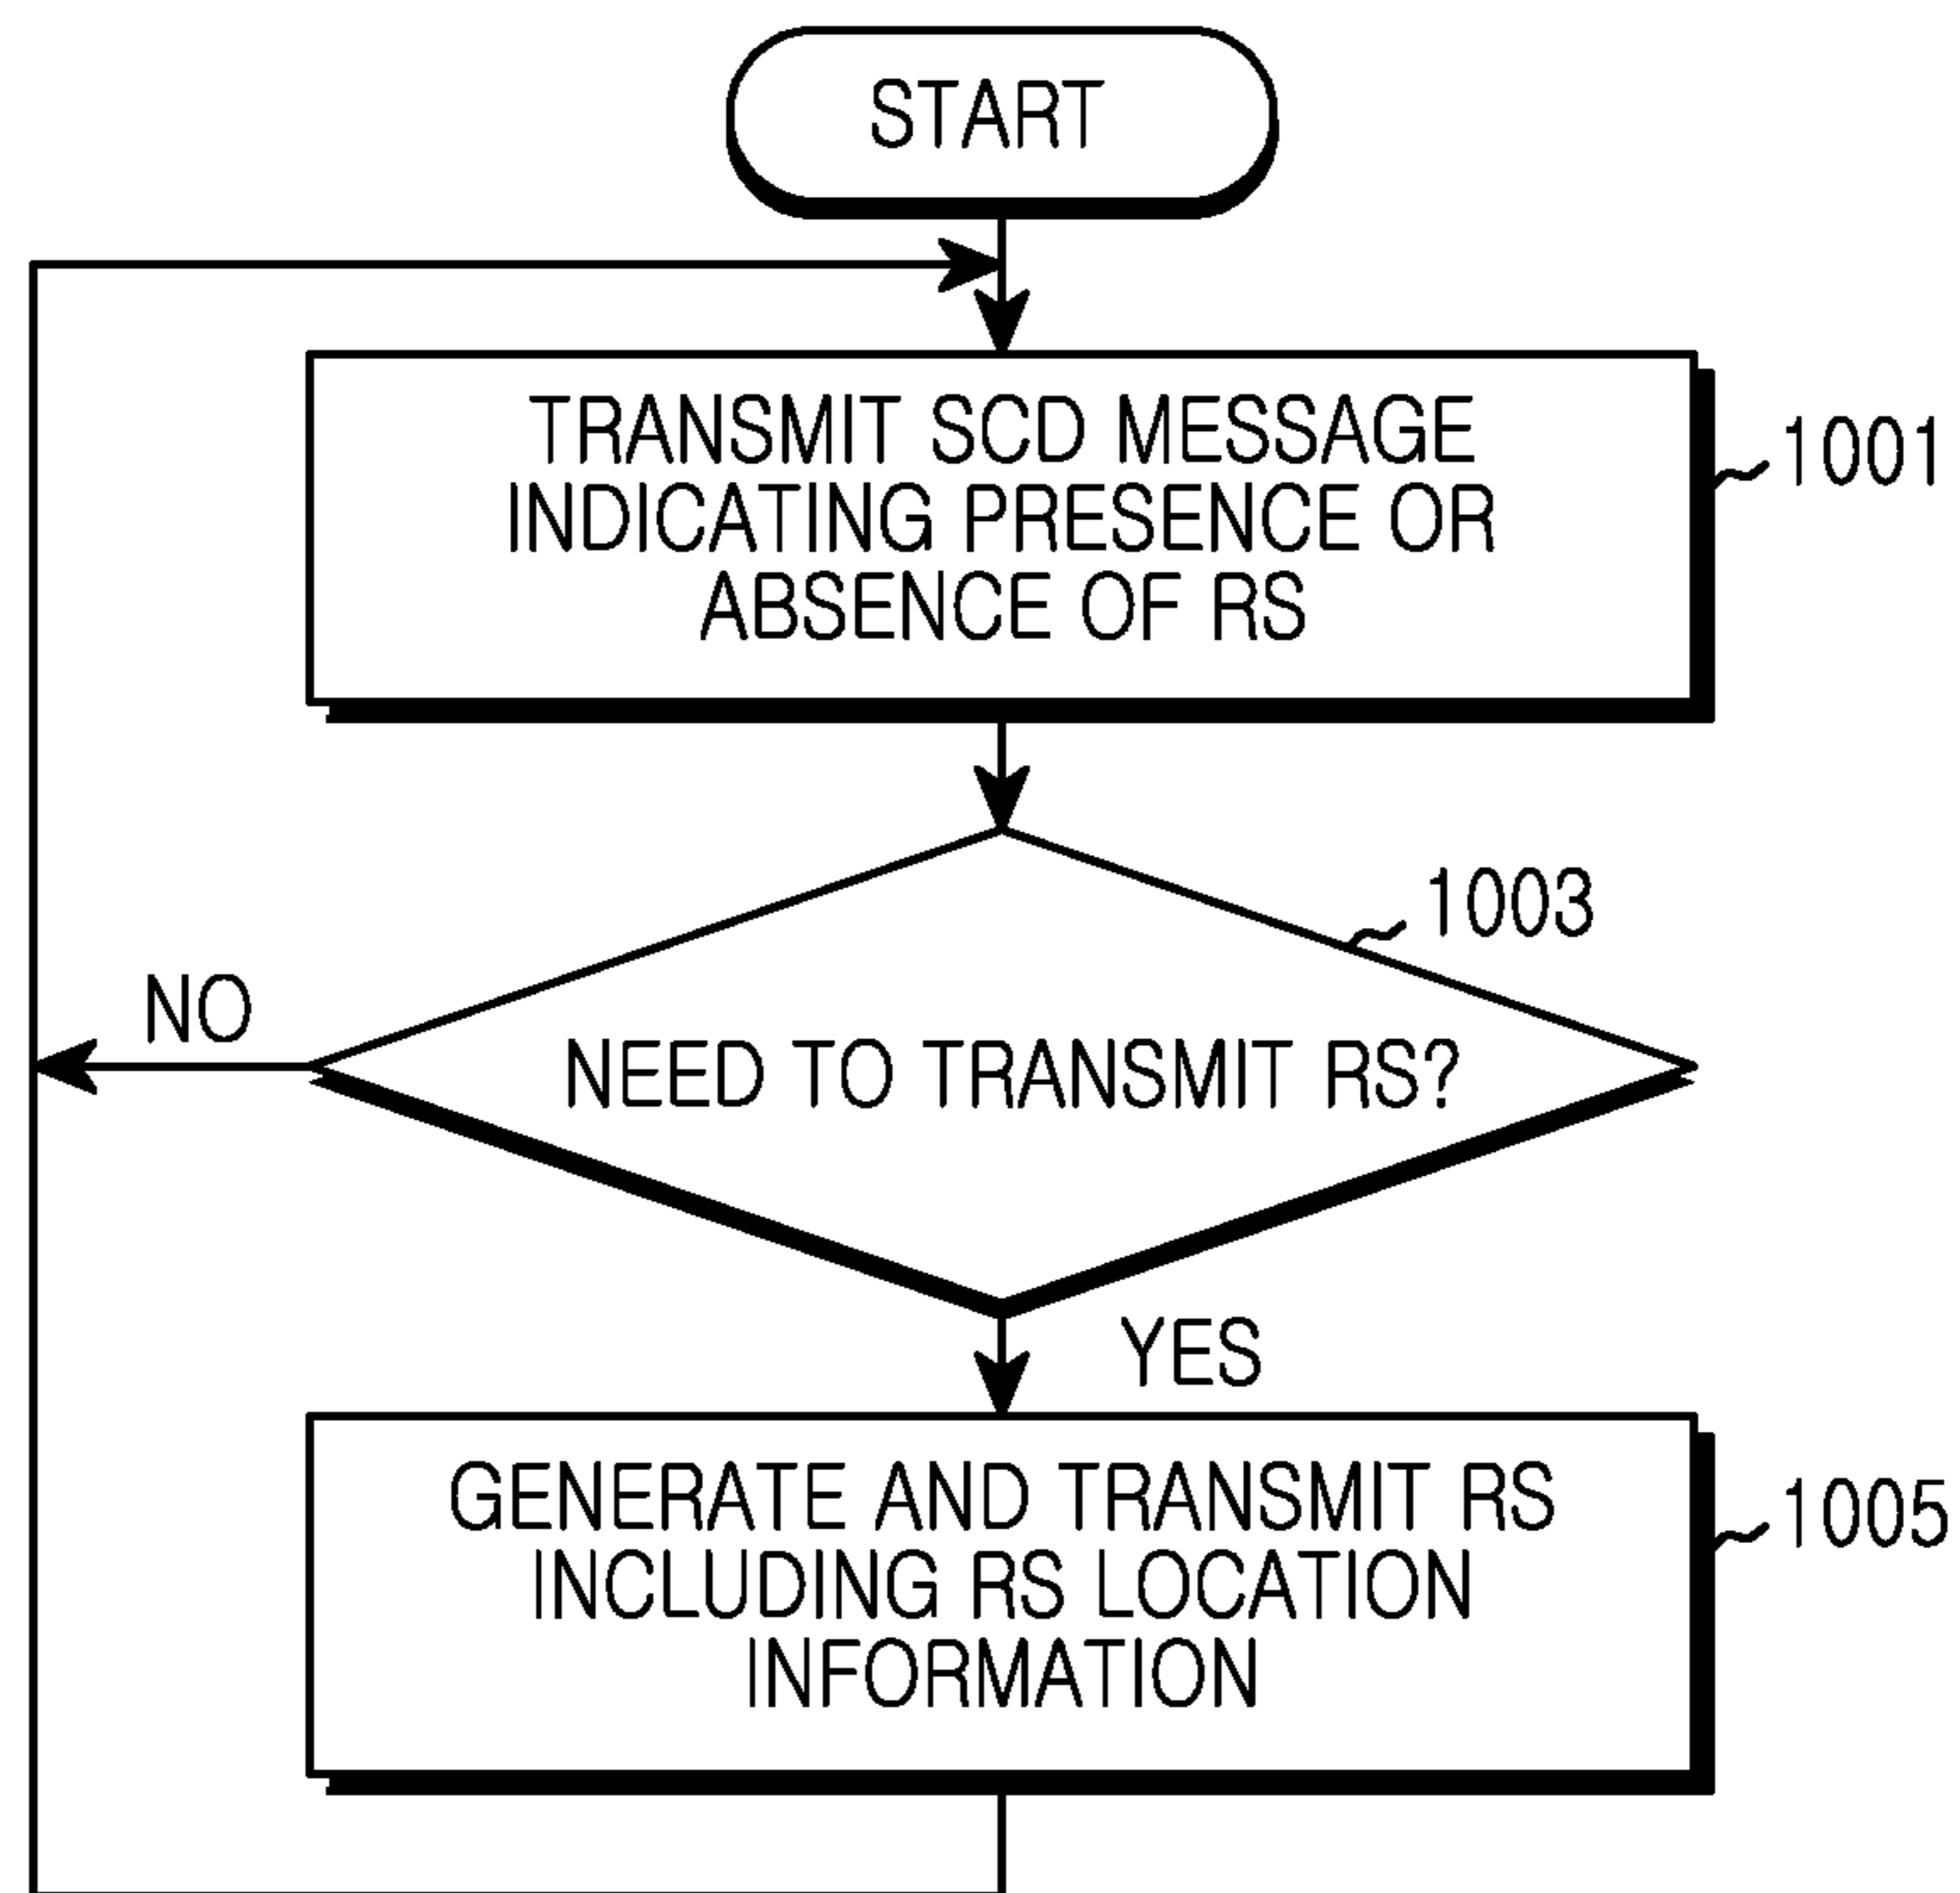 START
TRANSMIT SCD MESSAGE
INDICATING PRESENCE OR
ABSENCE OF RS
1001
1003
NO
NEED TO TRANSMIT RS?
YES
GENERATE AND TRANSMIT RS
INCLUDING RS LOCATION
INFORMATION
1005